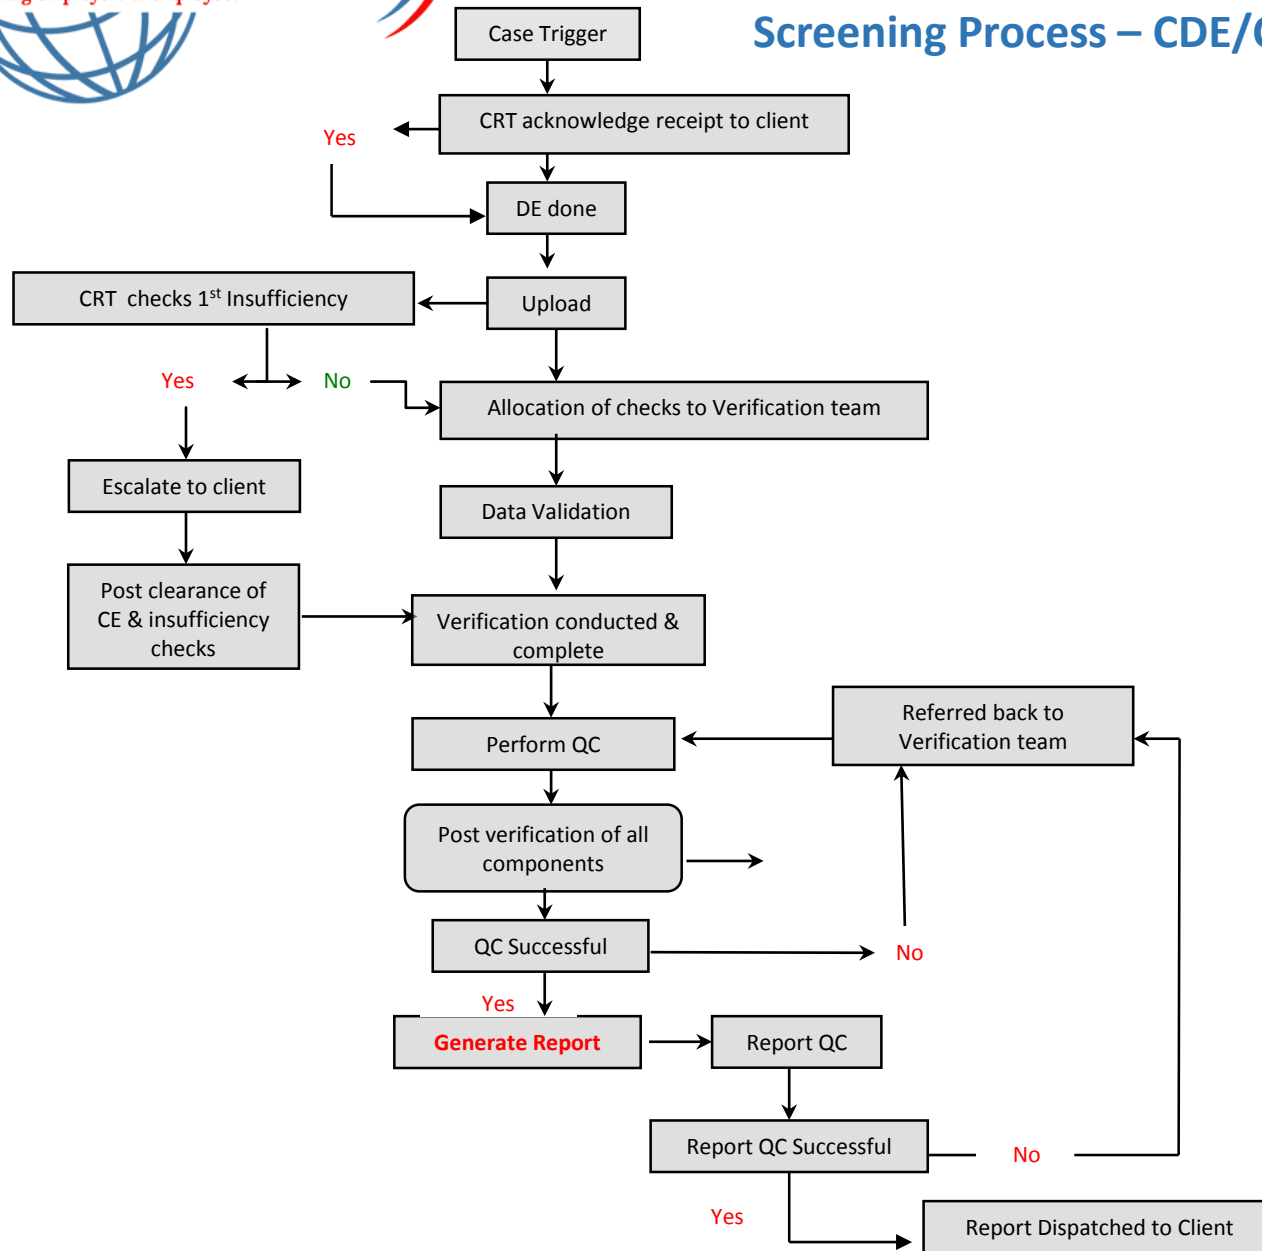 Screening Process – CDE/
Case Trigger
CRT acknowledge receipt to client
Yes
DE done
CRT checks 1st Insufficiency
Upload
Yes
No
Allocation of checks to Verification team
Escalate to client
Data Validation
Post clearance of
CE & insufficiency
checks
Verification conducted &
complete
Referred back to
Verification team
Perform QC
Post verification of all
components
QC Successful
No
Yes
Generate Report
Report QC
Report QC Successful
No
Yes
Report Dispatched to Client